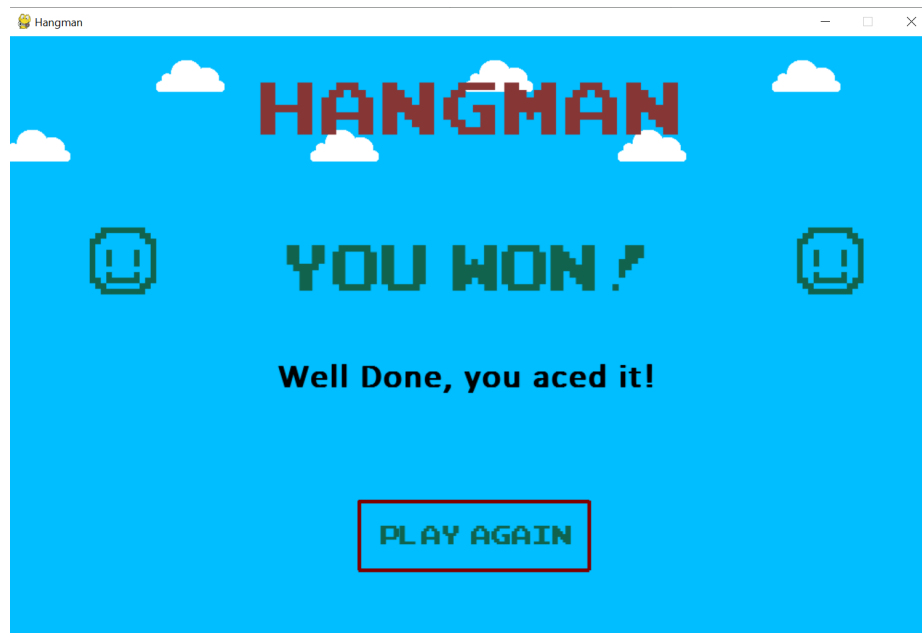 Hangman
HANGMAN
YOU WON!
Well Done, you aced it!
PLAY AGAIN